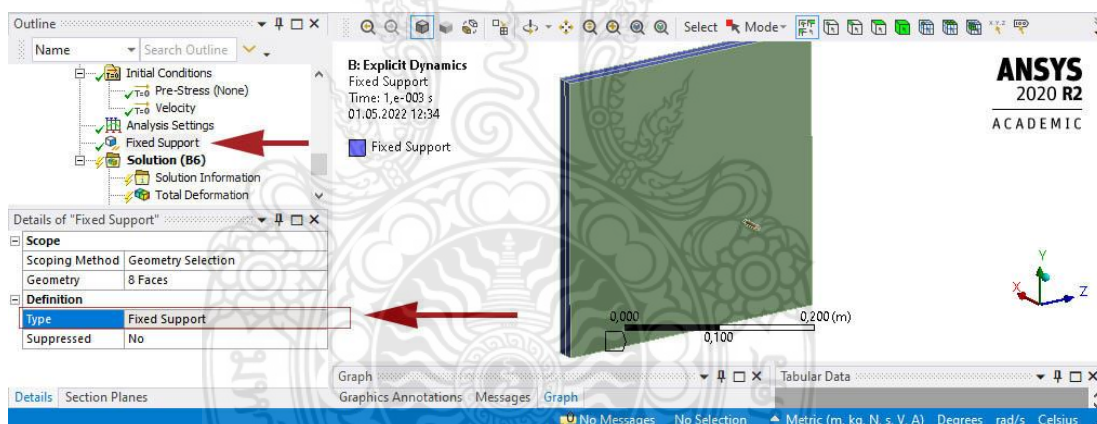 Outline
Name Search Outline
Initial Conditions
T=0 Pre-Stress (None)
T=0 Velocity
Analysis Settings
Fixed Support
Solution (B6)
Solution Information
Total Deformation
Details of "Fixed Support"
Scope
Scoping Method Geometry Selection
Geometry 8 Faces
Definition
Type Fixed Support
Suppressed No
Details Section Planes
Select Mode
B: Explicit Dynamics
Fixed Support
Time: 1,e-003 s
01.05.2022 12:34
Fixed Support
ANSYS
2020 R2
ACADEMIC
Y
X
Z
0,000
0,200 (m)
0,100
Graph
Tabular Data
Graphics Annotations Messages Graph
No Messages No Selection Metric (m, kg, N, s, V, A) Degrees rad/s Celsius